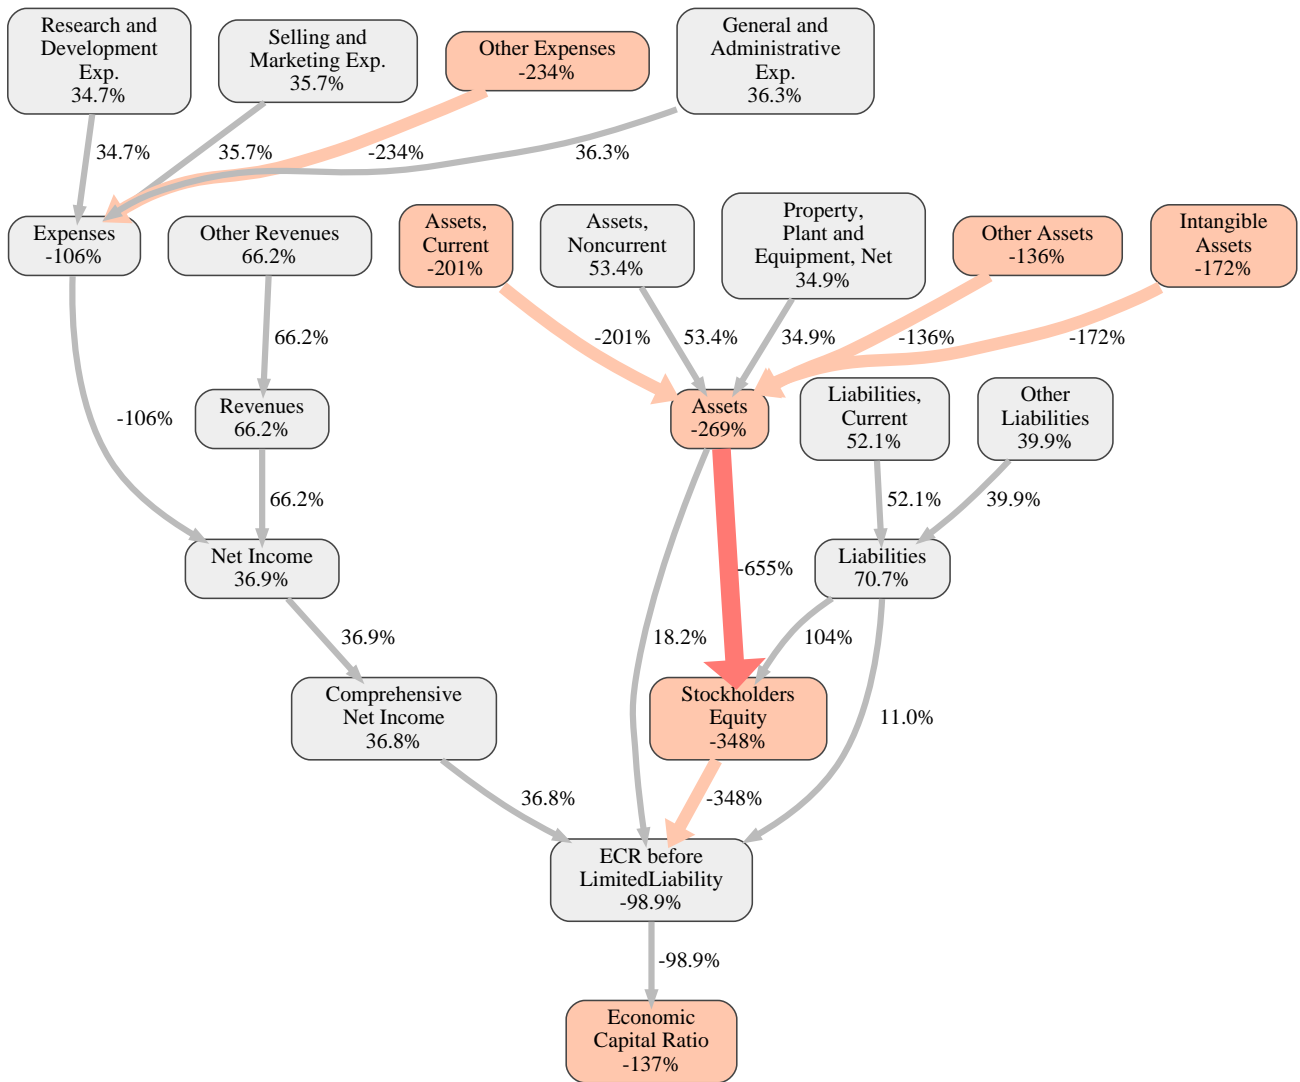 Research and
Development
Exp.
34.7%
Selling and
Marketing Exp.
35.7%
Other Expenses
-234%
General and
Administrative
Exp.
36.3%
34.7%
35.7%
-234%
36.3%
Expenses
-106%
Other Revenues
66.2%
Assets,
Current
-201%
Assets,
Noncurrent
53.4%
Property,
Plant and
Equipment, Net
34.9%
Other Assets
-136%
Intangible
Assets
-172%
66.2%
-201%
53.4%
34.9%
-136%
-172%
-106%
Revenues
66.2%
Assets
-269%
Liabilities,
Current
52.1%
Other
Liabilities
39.9%
66.2%
52.1%
39.9%
Net Income
36.9%
-655%
Liabilities
70.7%
36.9%
18.2%
104%
Comprehensive
Net Income
36.8%
Stockholders
Equity
-348%
11.0%
36.8%
-348%
ECR before
LimitedLiability
-98.9%
-98.9%
Economic
Capital Ratio
-137%